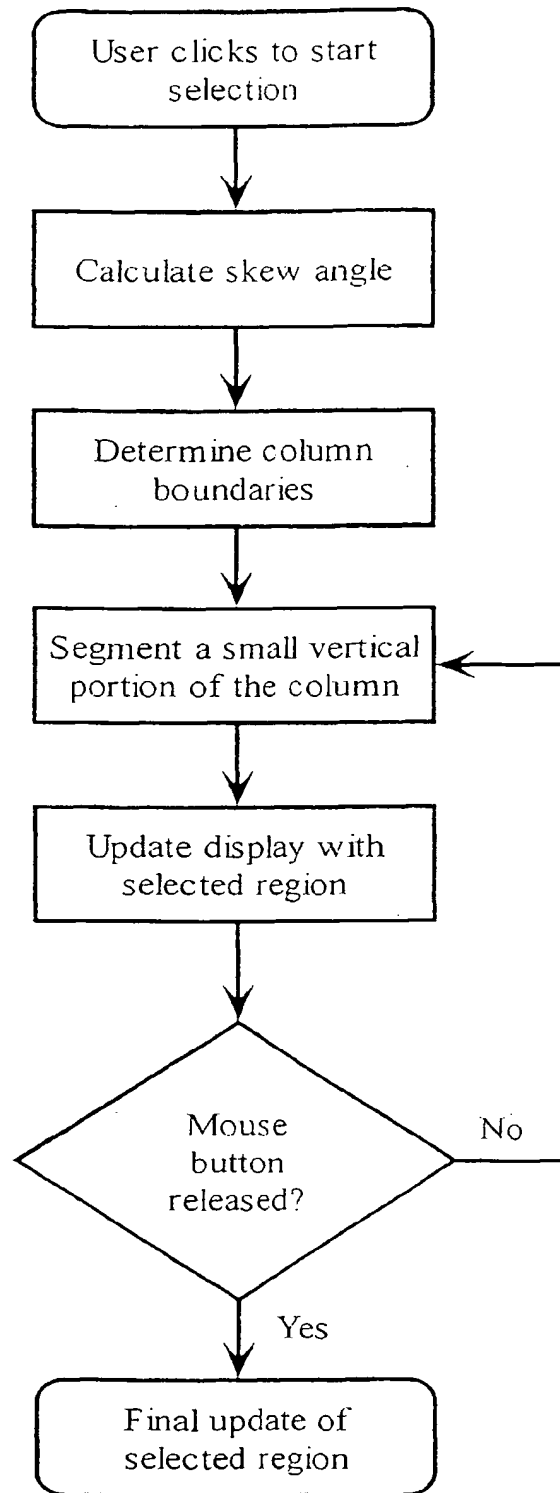 User clicks to start
selection
Calculate skew angle
Determine column
boundaries
Segment a small vertical
portion of the column
Update display with
selected region
Mouse
button
released?
No
Yes
Final update of
selected region